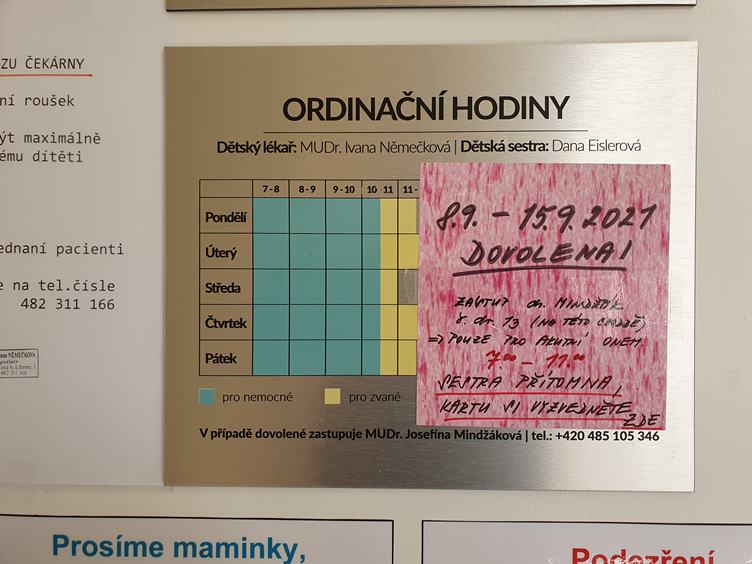 ZU ČEKÁRNY
ní roušek
ýt maximálně
ému dítěti
ednaní pacienti
e na tel.čísle
482 311 166
ORDINAČNÍ HODINY
Dětský lékař: MUDr. Ivana Němečková | Dětská sestra: Dana Eislerová
7-8 8-9 9-10 10 11 11-
Pondělí
Úterý
Středa
Čtvrtek
Pátek
pro nemocné pro zvané
V případě dovolené zastupuje MUDr. Josefína Mindžáková | tel.: +420 485 105 346
8.9. - 15.9.2021
DOVOLENÁ!
ZÁSTUP dr. MINDŽÁK
č. dv. 13 (NA TÉTO CHODBĚ)
=> POUZE PRO AKUTNÍ ONEM.
7.00 - 11.00
SESTRA PŘÍTOMNA,
KARTU SI VYZVEDNĚTE
ZDE
Prosíme maminky,
Podezření